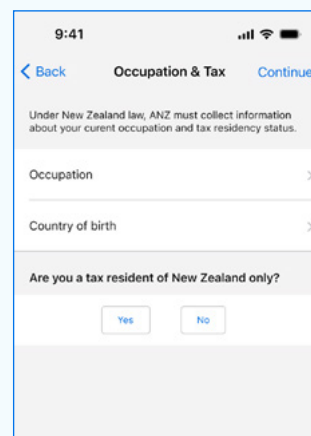 9:41
Back Occupation & Tax Continue
Under New Zealand law, ANZ must collect information
about your curent occupation and tax residency status.
Occupation
Country of birth
Are you a tax resident of New Zealand only?
Yes No